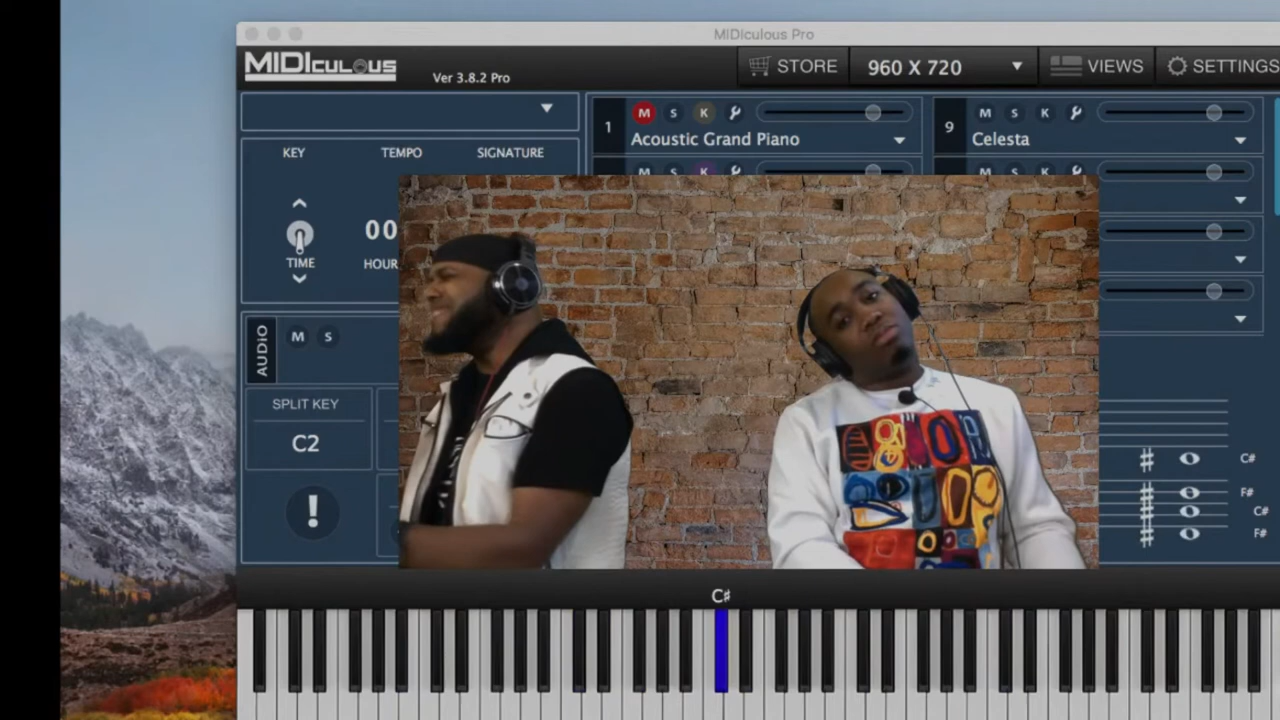 MIDIculous Pro
MIDICULOUS
Ver 3.8.2 Pro
STORE
960 X 720
VIEWS
SETTINGS
1
M S K
Acoustic Grand Piano
9
M S K
Celesta
M S K
M S K
KEY
TEMPO
SIGNATURE
TIME
00
HOUR
AUDIO
M S
SPLIT KEY
C2
!
C#
F#
C#
F#
C♯